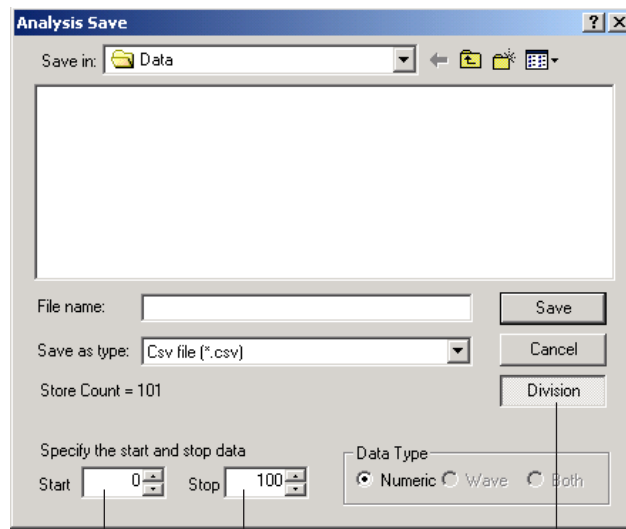 Analysis Save
Save in: Data
File name:
Save
Save as type: Csv file (*.csv)
Cancel
Store Count = 101
Division
Specify the start and stop data
Start 0 Stop 100
Data Type
Numeric Wave Both